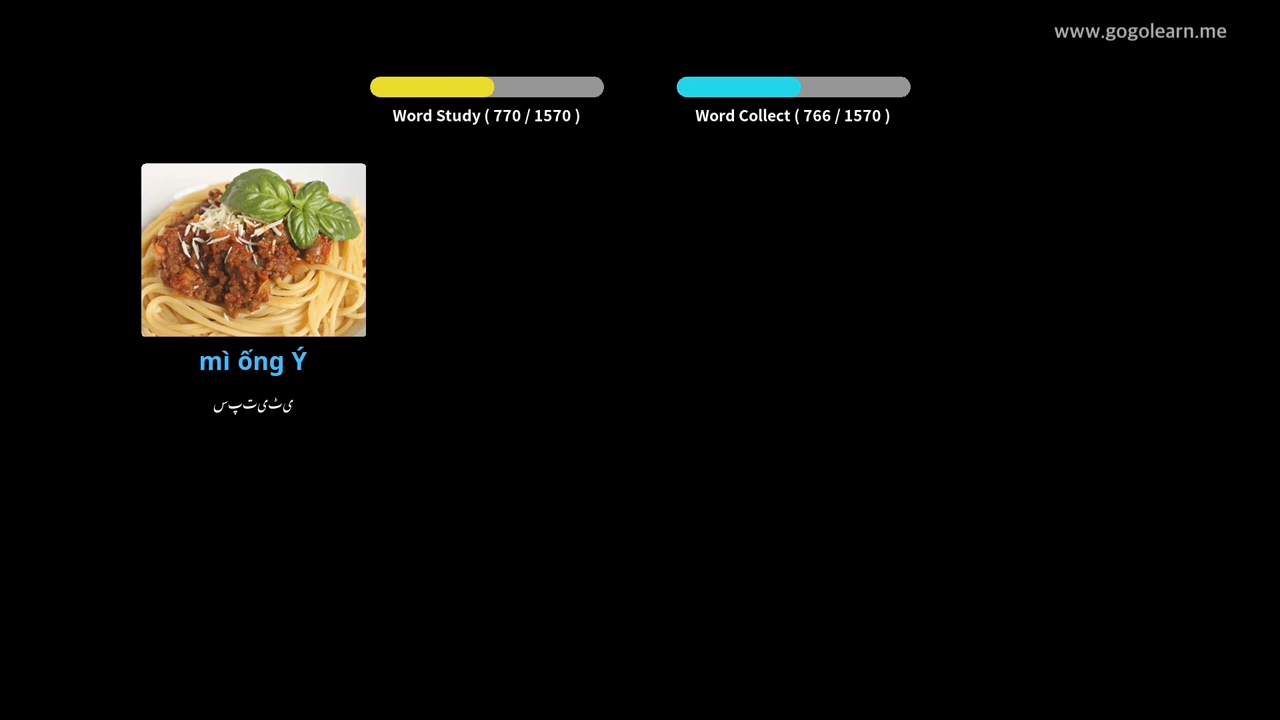 www.gogolearn.me
Word Study ( 770 / 1570 )
Word Collect ( 766 / 1570 )
mì ống Ý
سپتیٹی